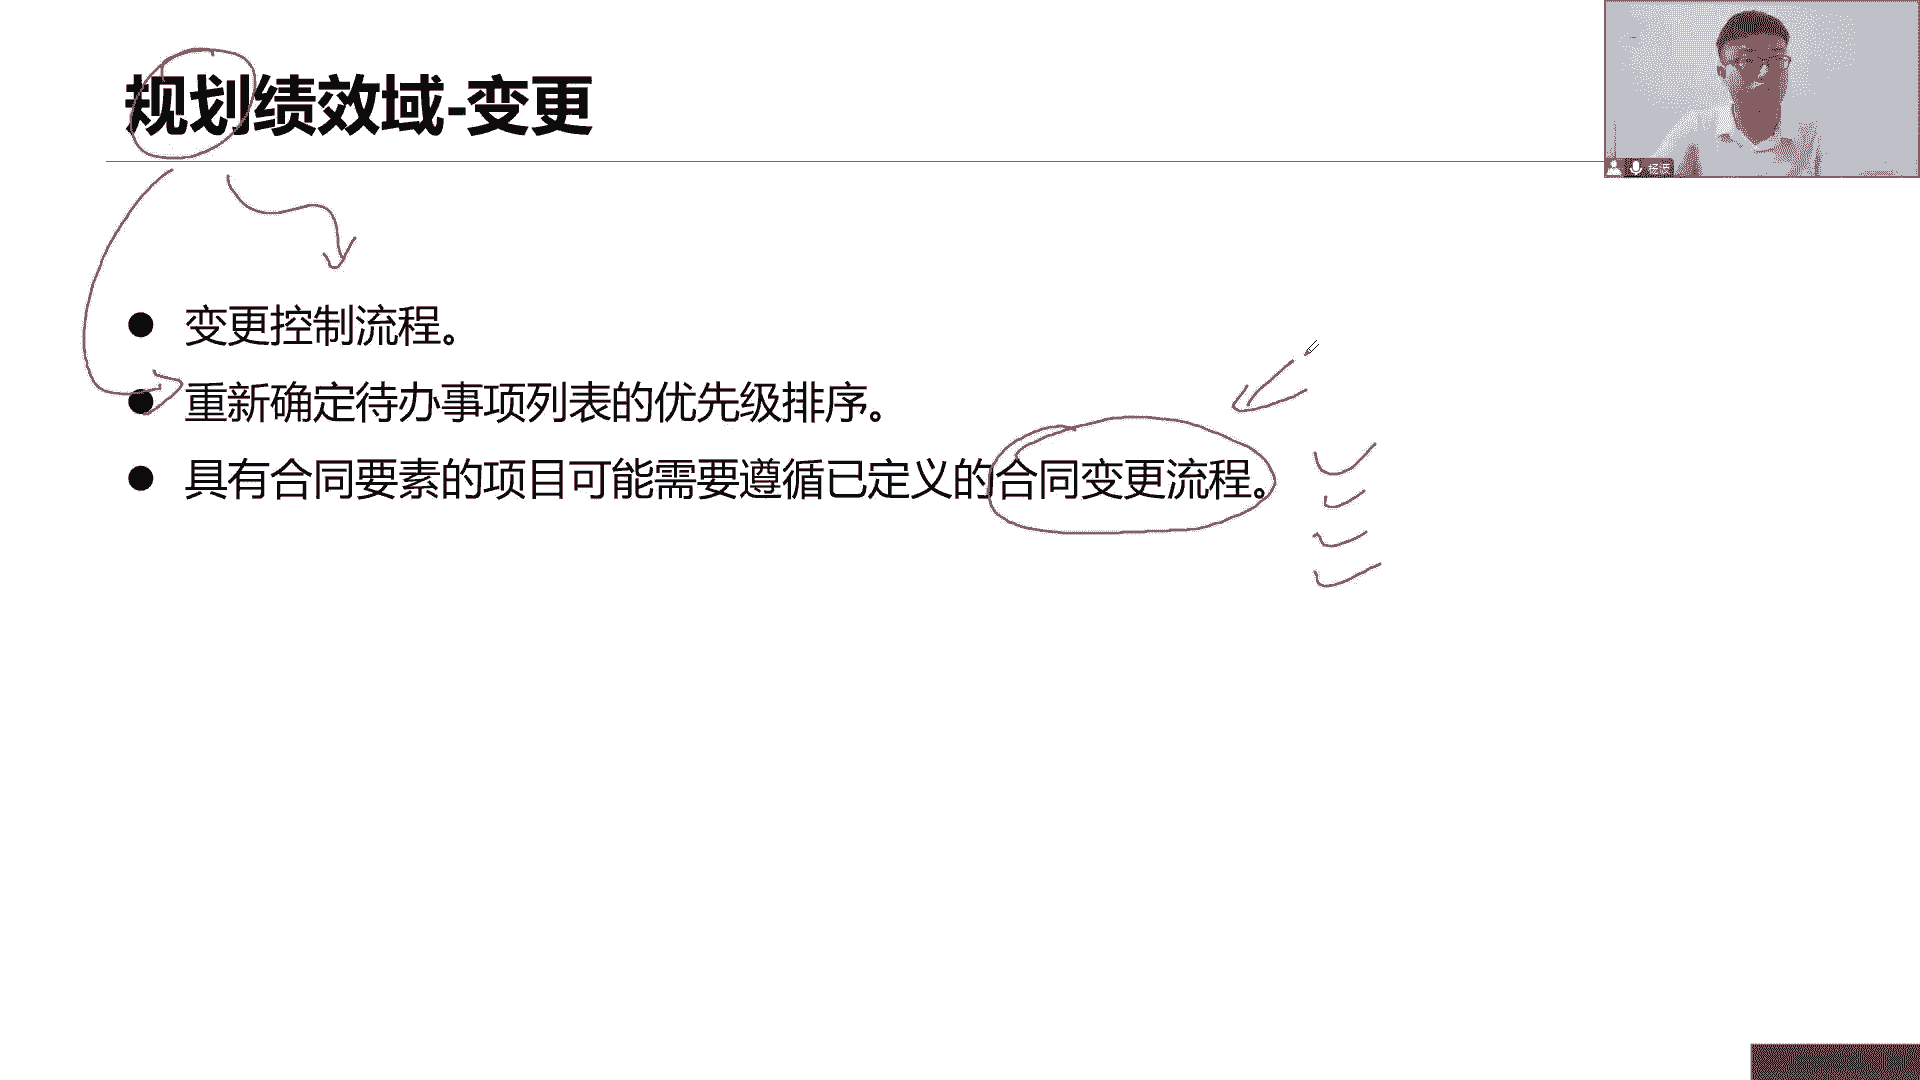 规划绩效域-变更
变更控制流程。
重新确定待办事项列表的优先级排序。
具有合同要素的项目可能需要遵循已定义的合同变更流程。